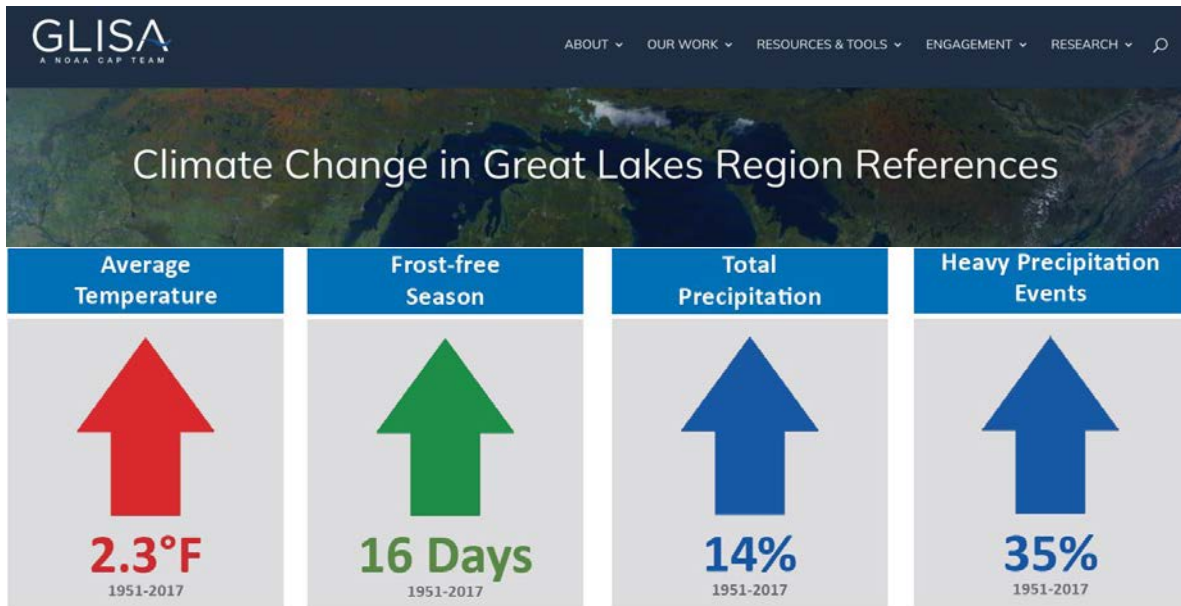 GLISA
A NOAA CAP TEAM
ABOUT OUR WORK RESOURCES & TOOLS ENGAGEMENT RESEARCH
Climate Change in Great Lakes Region References
Average
Temperature
2.3°F
1951-2017
Frost-free
Season
16 Days
1951-2017
Total
Precipitation
14%
1951-2017
Heavy Precipitation
Events
35%
1951-2017